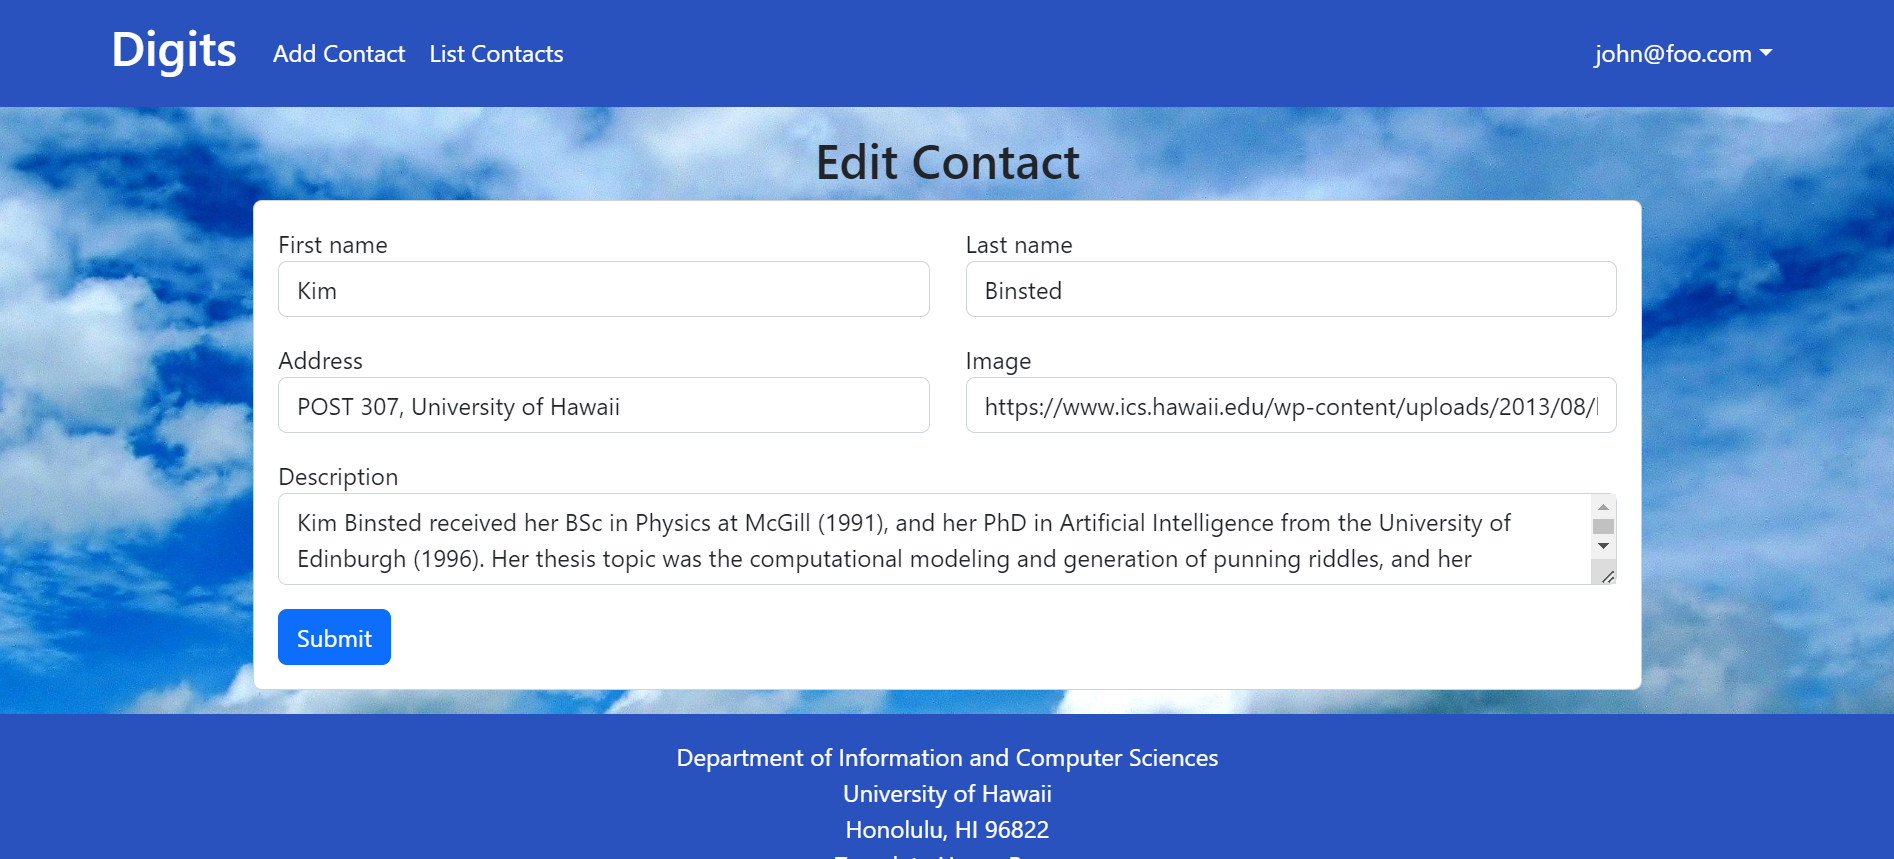 Digits Add Contact List Contacts john@foo.com
Edit Contact
First name Last name
Kim Binsted
Address Image
POST 307, University of Hawaii https://www.ics.hawaii.edu/wp-content/uploads/2013/08/
Description
Kim Binsted received her BSc in Physics at McGill (1991), and her PhD in Artificial Intelligence from the University of
Edinburgh (1996). Her thesis topic was the computational modeling and generation of punning riddles, and her
Submit
Department of Information and Computer Sciences
University of Hawaii
Honolulu, HI 96822